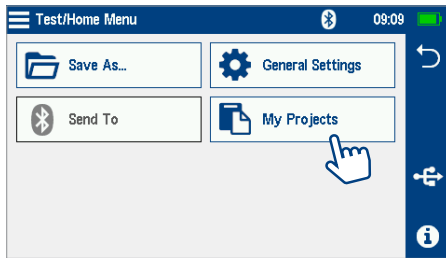 Test/Home Menu 09:09
Save As... General Settings
Send To My Projects